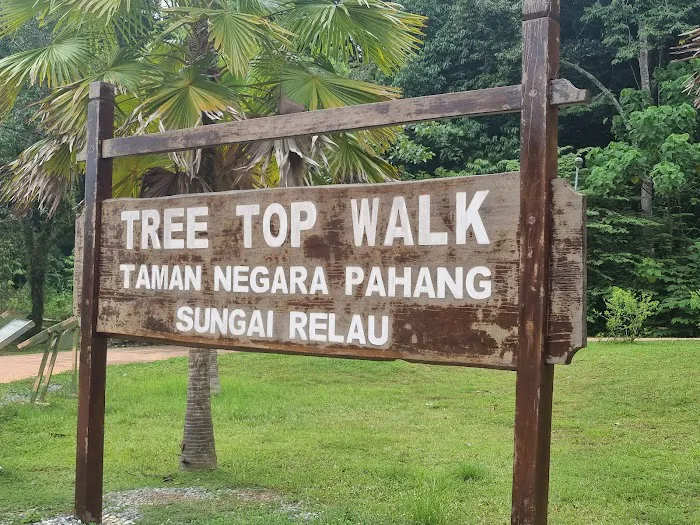 TREE TOP WALK
TAMAN NEGARA PAHANG
SUNGAI RELAU